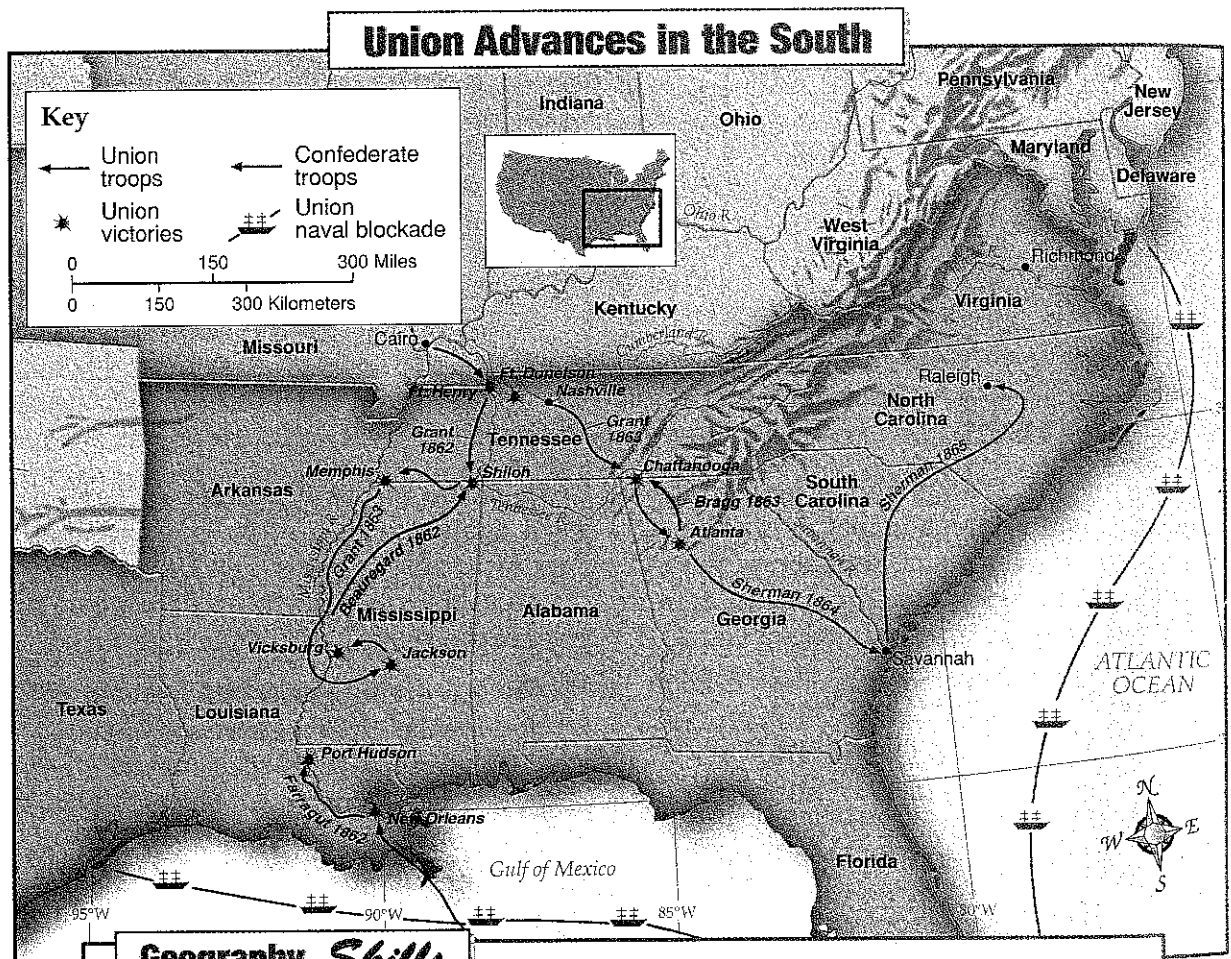 Union Advances in the South
Key
Union
troops
Confederate
troops
Union
victories
Union
naval blockade
0 150 300 Miles
0 150 300 Kilometers
Indiana
Ohio
Pennsylvania
New
Jersey
Maryland
Delaware
Ohio R.
West
Virginia
Richmond
Virginia
Kentucky
Missouri
Cairo
Cumberland R.
Ft. Henry
Ft. Donelson
Nashville
Raleigh
North
Carolina
Grant
1862
Tennessee
Grant
1863
Memphis
Shiloh
Chattanooga
Arkansas
South
Carolina
Bragg 1863
Sherman 1865
Tennessee R.
Atlanta
Mississippi R.
Grant 1863
Beauregard 1862
Mississippi
Alabama
Georgia
Sherman 1864
Vicksburg
Jackson
Savannah
ATLANTIC
OCEAN
Texas
Louisiana
Port Hudson
Farragut 1862
New Orleans
Gulf of Mexico
Florida
N
W E
S
95°W
90°W
85°W
80°W
Geography Skills